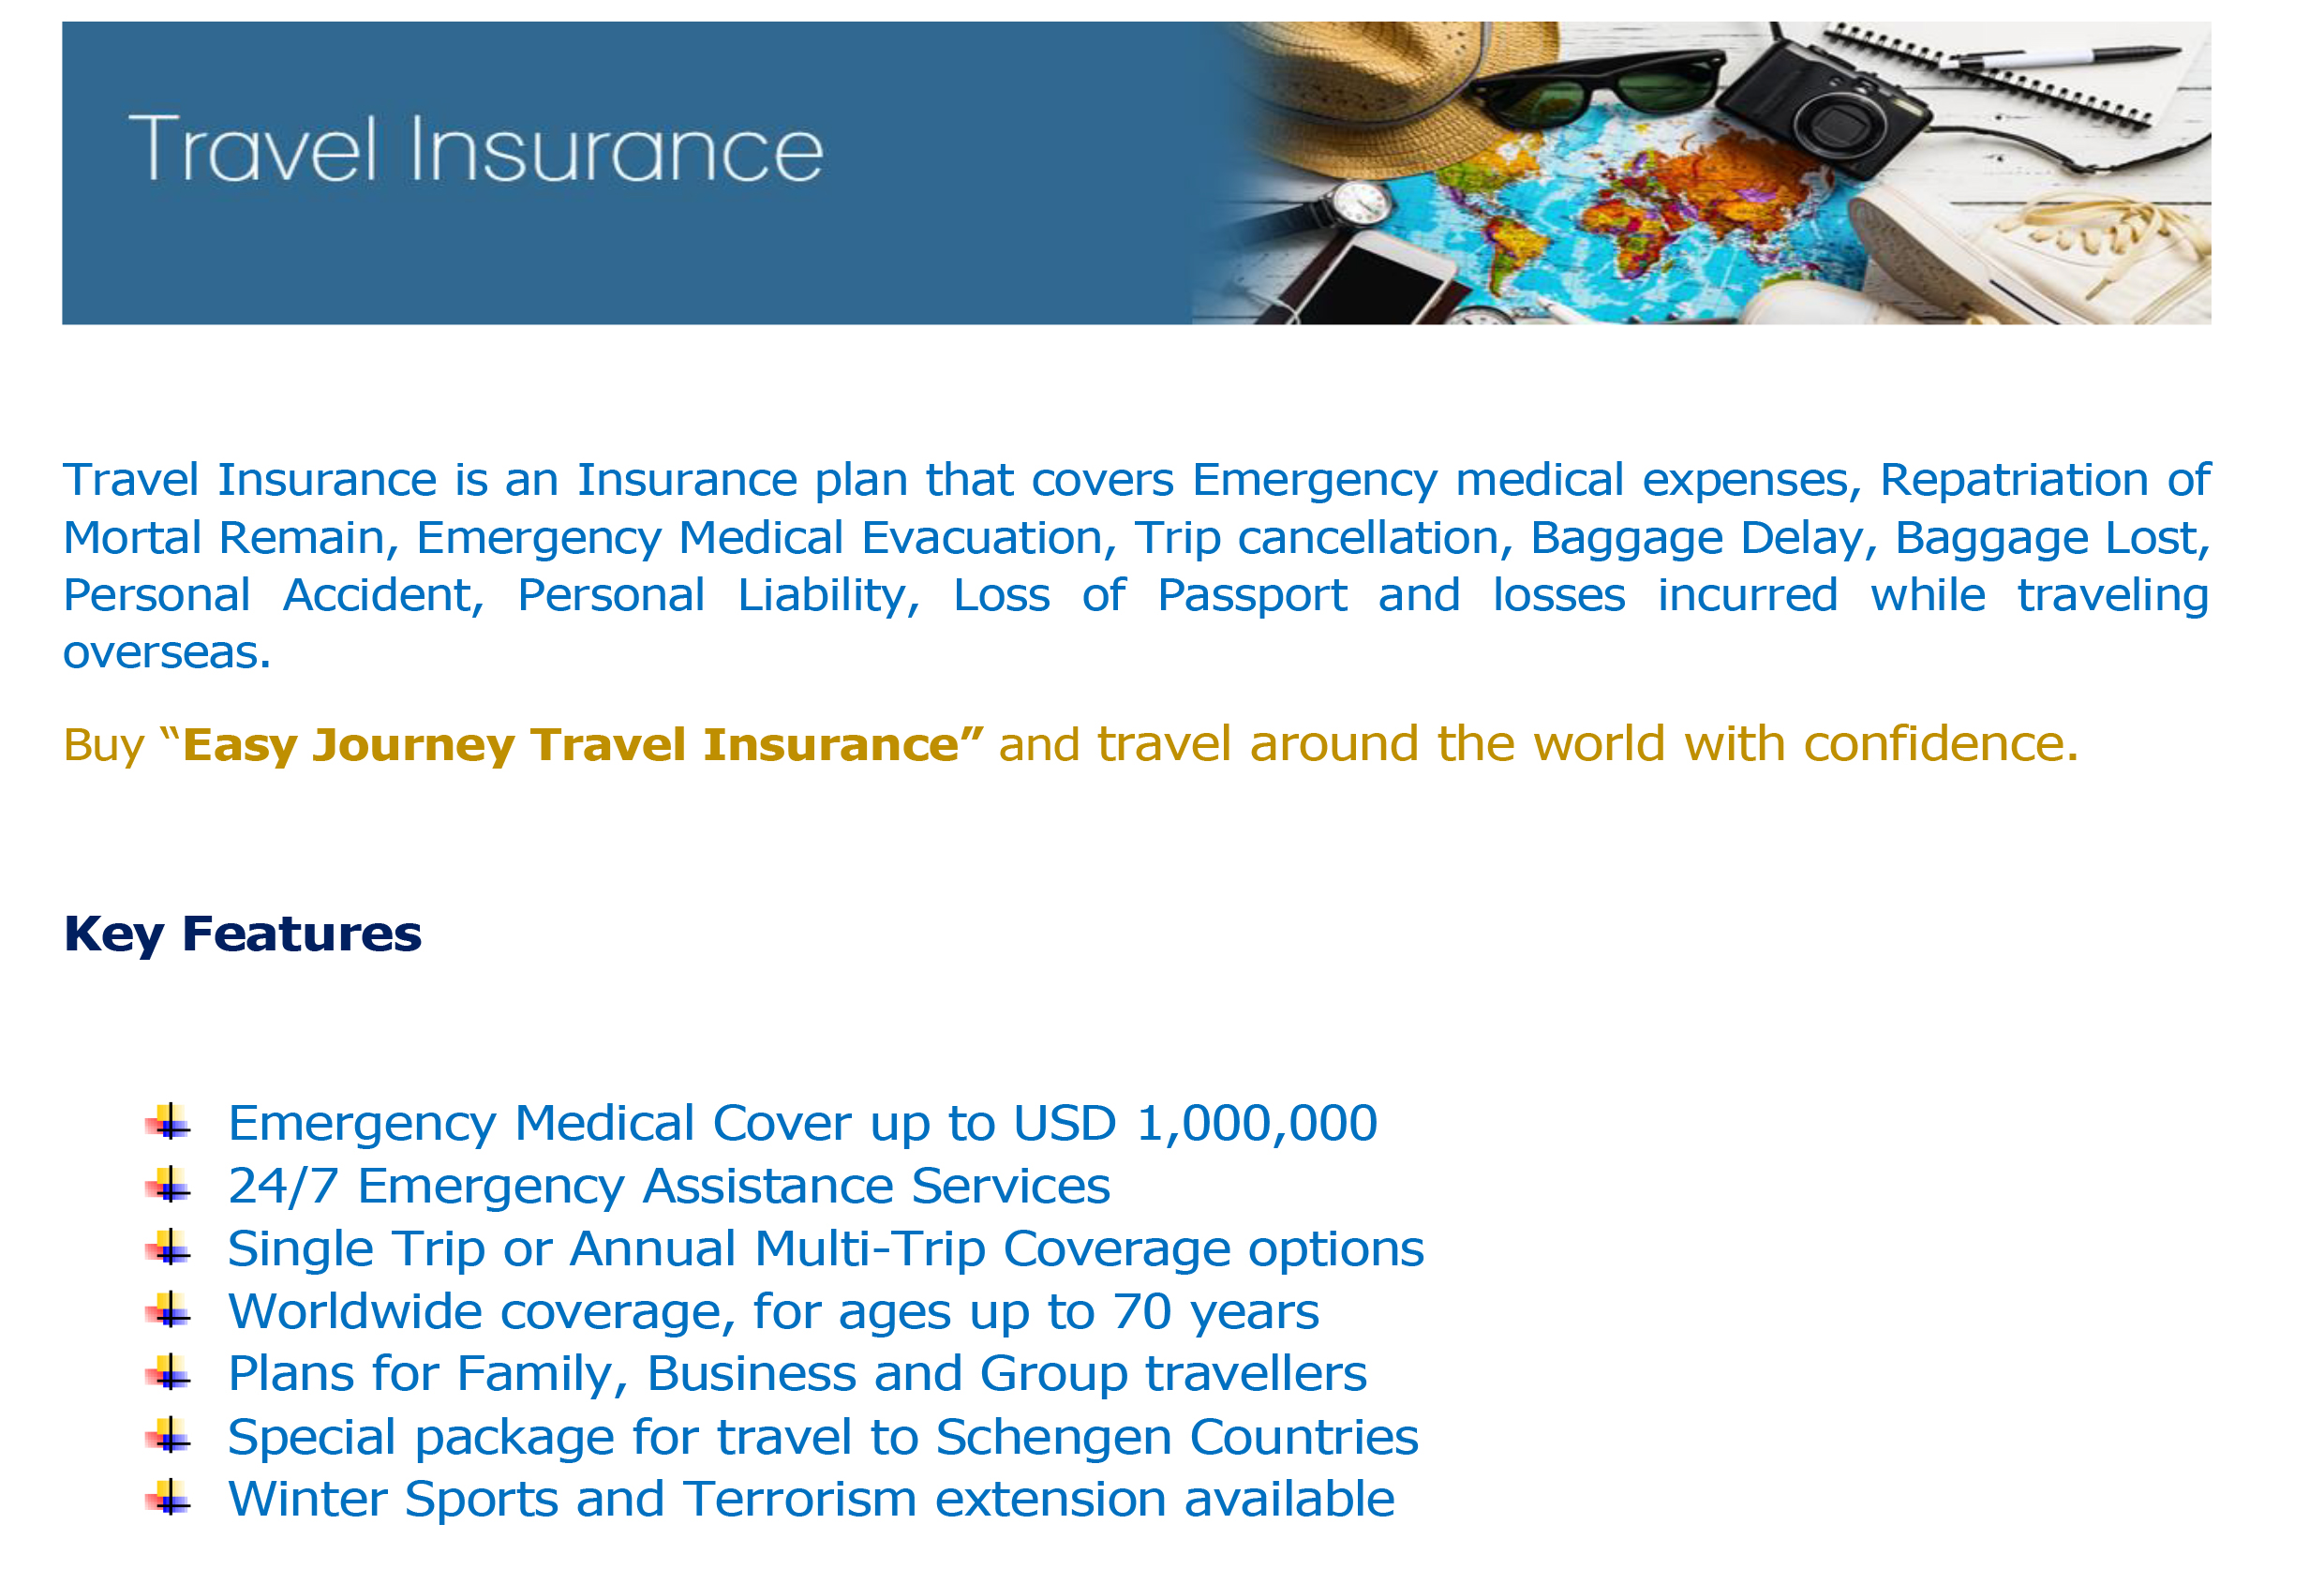 Travel Insurance
Travel Insurance is an Insurance plan that covers Emergency medical expenses, Repatriation of
Mortal Remain, Emergency Medical Evacuation, Trip cancellation, Baggage Delay, Baggage Lost,
Personal Accident, Personal Liability, Loss of Passport and losses incurred while traveling
overseas.
Buy “Easy Journey Travel Insurance” and travel around the world with confidence.
Key Features
Emergency Medical Cover up to USD 1,000,000
24/7 Emergency Assistance Services
Single Trip or Annual Multi-Trip Coverage options
Worldwide coverage, for ages up to 70 years
Plans for Family, Business and Group travellers
Special package for travel to Schengen Countries
Winter Sports and Terrorism extension available